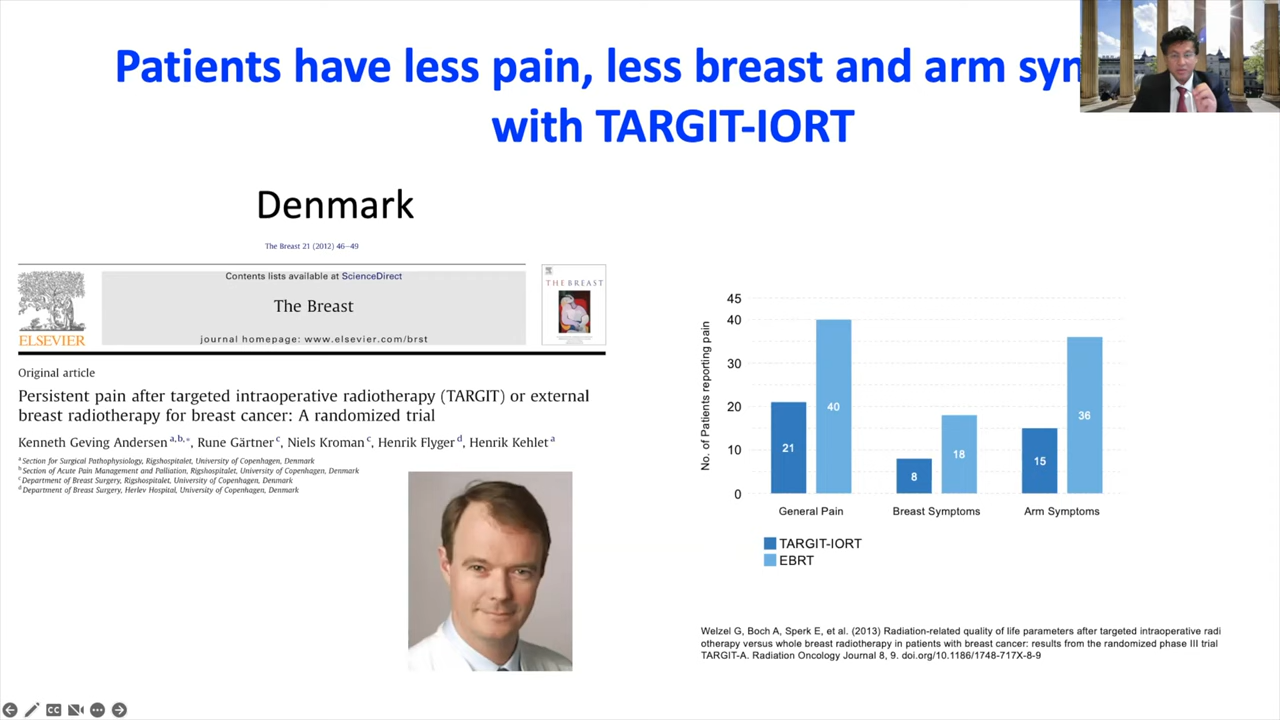 Patients have less pain, less breast and arm
with TARGIT-IORT
Denmark
The Breast 21 (2012) 46–49
Contents lists available at ScienceDirect
The Breast
journal homepage: www.elsevier.com/brst
ELSEVIER
THE BREAST
Original article
Persistent pain after targeted intraoperative radiotherapy (TARGIT) or external
breast radiotherapy for breast cancer: A randomized trial
Kenneth Geving Andersen a,b,*, Rune Gärtner c, Niels Kroman c, Henrik Flyger d, Henrik Kehlet a
a Section for Surgical Pathophysiology, Rigshospitalet, University of Copenhagen, Denmark
b Section of Acute Pain Management and Palliation, Rigshospitalet, University of Copenhagen, Denmark
c Department of Breast Surgery, Rigshospitalet, University of Copenhagen, Denmark
d Department of Breast Surgery, Herlev Hospital, University of Copenhagen, Denmark
No. of Patients reporting pain
45
40
30
20
10
0
21
40
8
18
15
36
General Pain
Breast Symptoms
Arm Symptoms
TARGIT-IORT
EBRT
Welzel G, Boch A, Sperk E, et al. (2013) Radiation-related quality of life parameters after targeted intraoperative radi
otherapy versus whole breast radiotherapy in patients with breast cancer: results from the randomized phase III trial
TARGIT-A. Radiation Oncology Journal 8, 9. doi.org/10.1186/1748-717X-8-9
CC